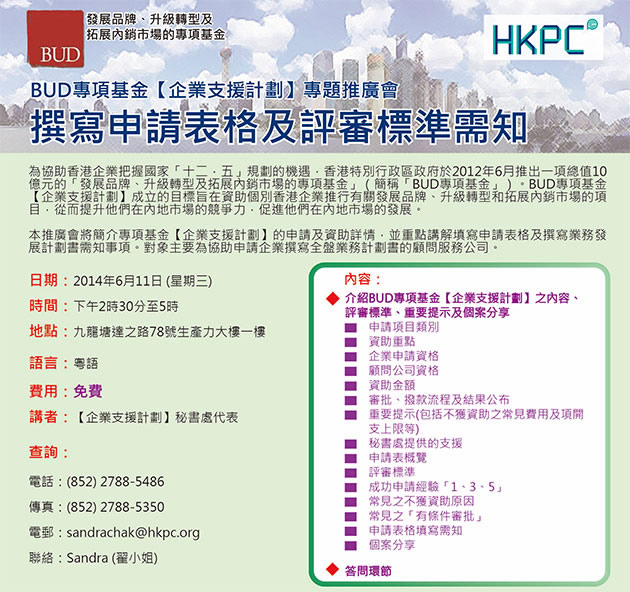 發展品牌、升級轉型及
拓展內銷市場的專項基金
BUD
HKPC
BUD專項基金【企業支援計劃】專題推廣會
撰寫申請表格及評審標準需知
為協助香港企業把握國家「十二．五」規劃的機遇，香港特別行政區政府於2012年6月推出一項總值10
億元的「發展品牌、升級轉型及拓展內銷市場的專項基金」（簡稱「BUD專項基金」）。BUD專項基金
【企業支援計劃】成立的目標旨在資助個別香港企業推行有關發展品牌、升級轉型和拓展內銷市場的項
目，從而提升他們在內地市場的競爭力，促進他們在內地市場的發展。
本推廣會將簡介專項基金【企業支援計劃】的申請及資助詳情，並重點講解填寫申請表格及撰寫業務發
展計劃書需知事項。對象主要為協助申請企業撰寫全盤業務計劃書的顧問服務公司。
日期：2014年6月11日 (星期三)
時間：下午2時30分至5時
地點：九龍塘達之路78號生產力大樓一樓
語言：粵語
費用：免費
講者：【企業支援計劃】秘書處代表
查詢：
電話：(852) 2788-5486
傳真：(852) 2788-5350
電郵：sandrachak@hkpc.org
聯絡：Sandra (翟小姐)
內容：
介紹BUD專項基金【企業支援計劃】之內容、
評審標準、重要提示及個案分享
申請項目類別
資助重點
企業申請資格
顧問公司資格
資助金額
審批、撥款流程及結果公布
重要提示(包括不獲資助之常見費用及項開
支上限等)
秘書處提供的支援
申請表概覽
評審標準
成功申請經驗「1、3、5」
常見之不獲資助原因
常見之「有條件審批」
申請表格填寫需知
個案分享
答問環節